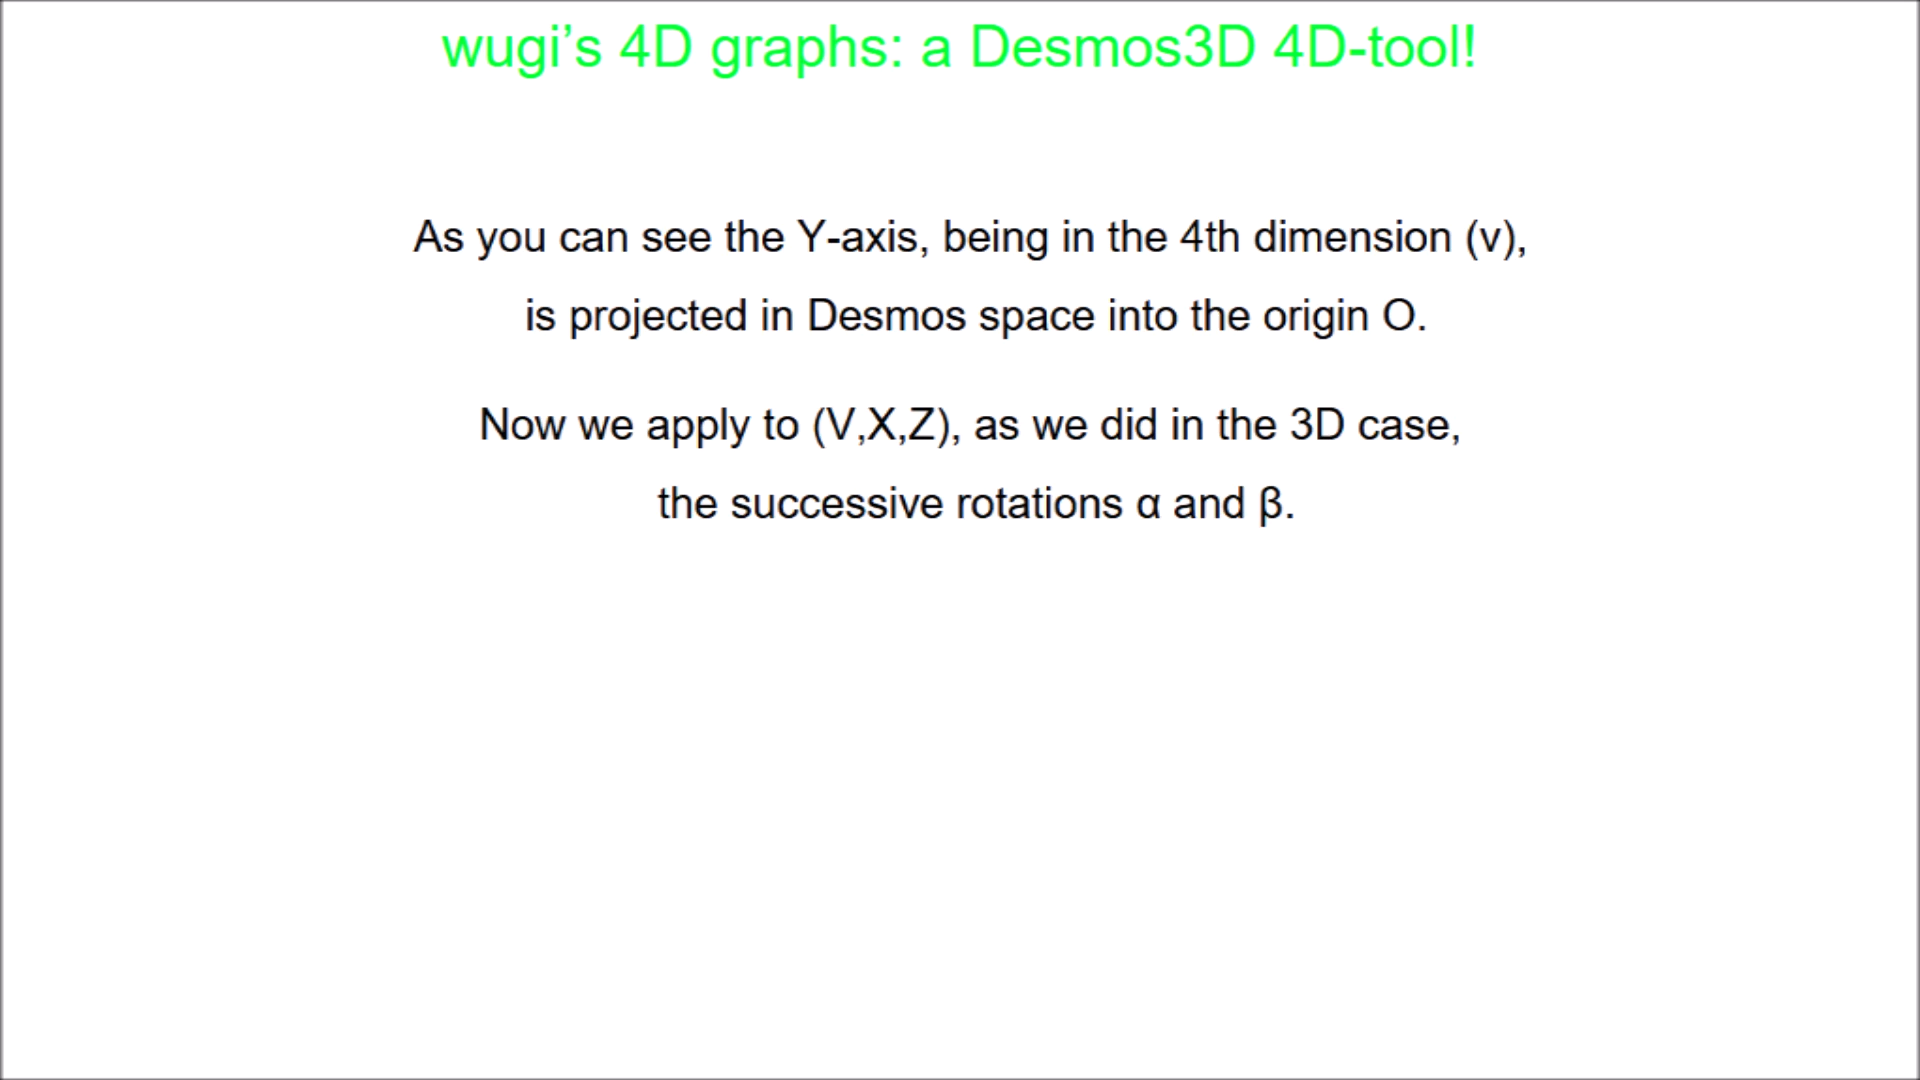 wugi’s 4D graphs: a Desmos3D 4D-tool!
As you can see the Y-axis, being in the 4th dimension (v),
is projected in Desmos space into the origin O.
Now we apply to (V,X,Z), as we did in the 3D case,
the successive rotations α and β.